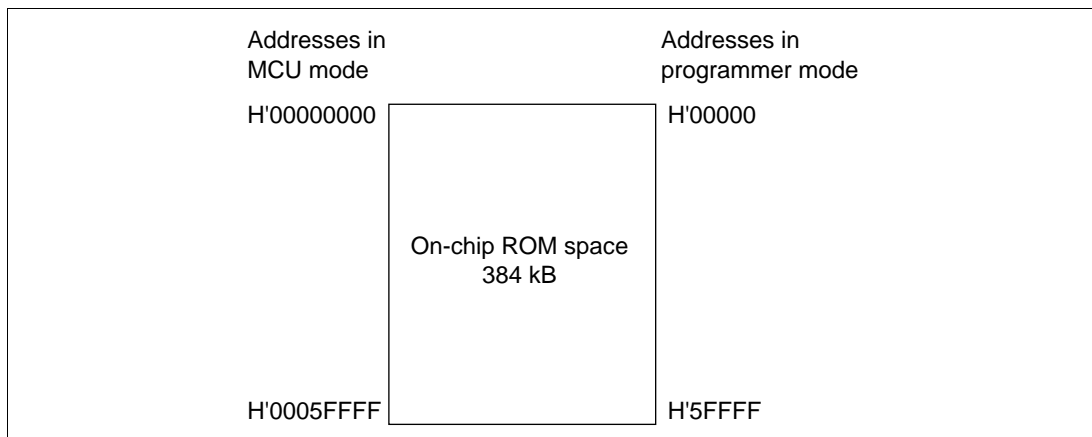 Addresses in
MCU mode
Addresses in
programmer mode
H'00000000
H'00000
On-chip ROM space
384 kB
H'0005FFFF
H'5FFFF